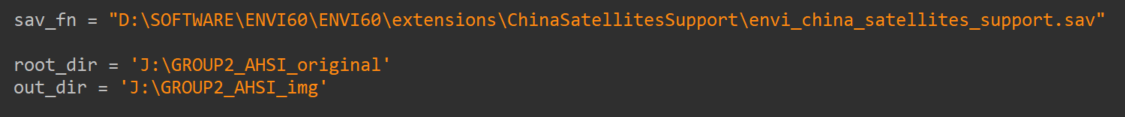 sav_fn = "D:\SOFTWARE\ENVI60\ENVI60\extensions\ChinaSatellitesSupport\envi_china_satellites_support.sav"
root_dir = 'J:\GROUP2_AHSI_original'
out_dir = 'J:\GROUP2_AHSI_img'